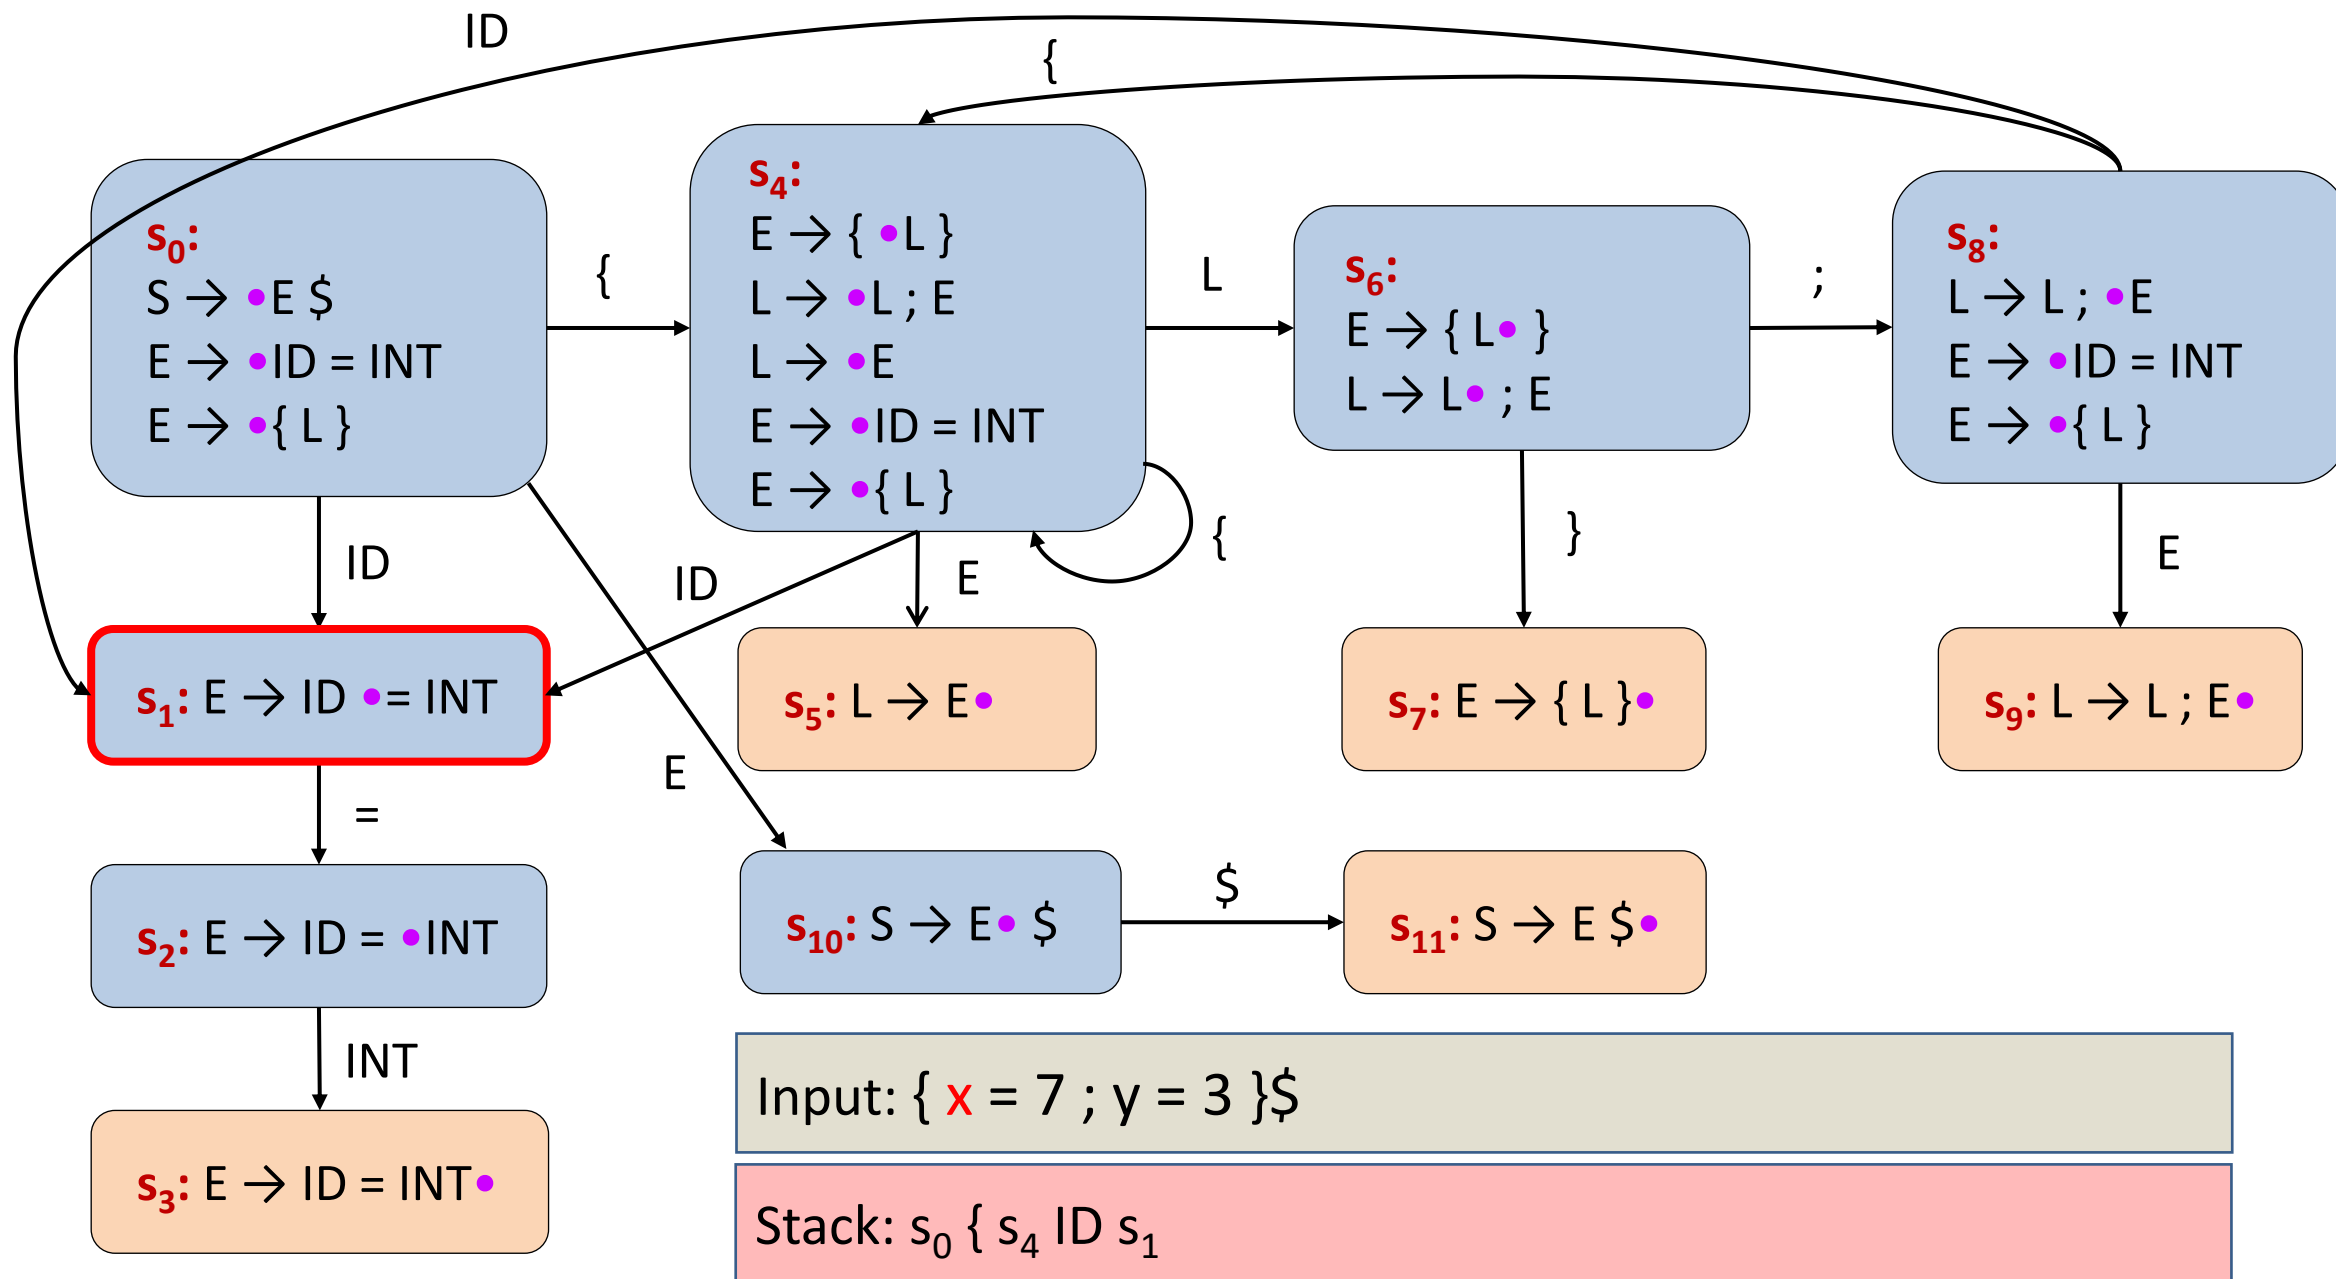 ID
{
s₀:
S → •E $
E → •ID = INT
E → •{ L }
{
s₄:
E → { •L }
L → •L ; E
L → •E
E → •ID = INT
E → •{ L }
L
s₆:
E → { L• }
L → L• ; E
;
s₈:
L → L ; •E
E → •ID = INT
E → •{ L }
ID
ID
E
{
}
E
s₁: E → ID •= INT
s₅: L → E•
s₇: E → { L }•
s₉: L → L ; E•
=
E
s₂: E → ID = •INT
s₁₀: S → E• $
$
s₁₁: S → E $•
INT
s₃: E → ID = INT•
Input: { x = 7 ; y = 3 }$
Stack: s₀ { s₄ ID s₁